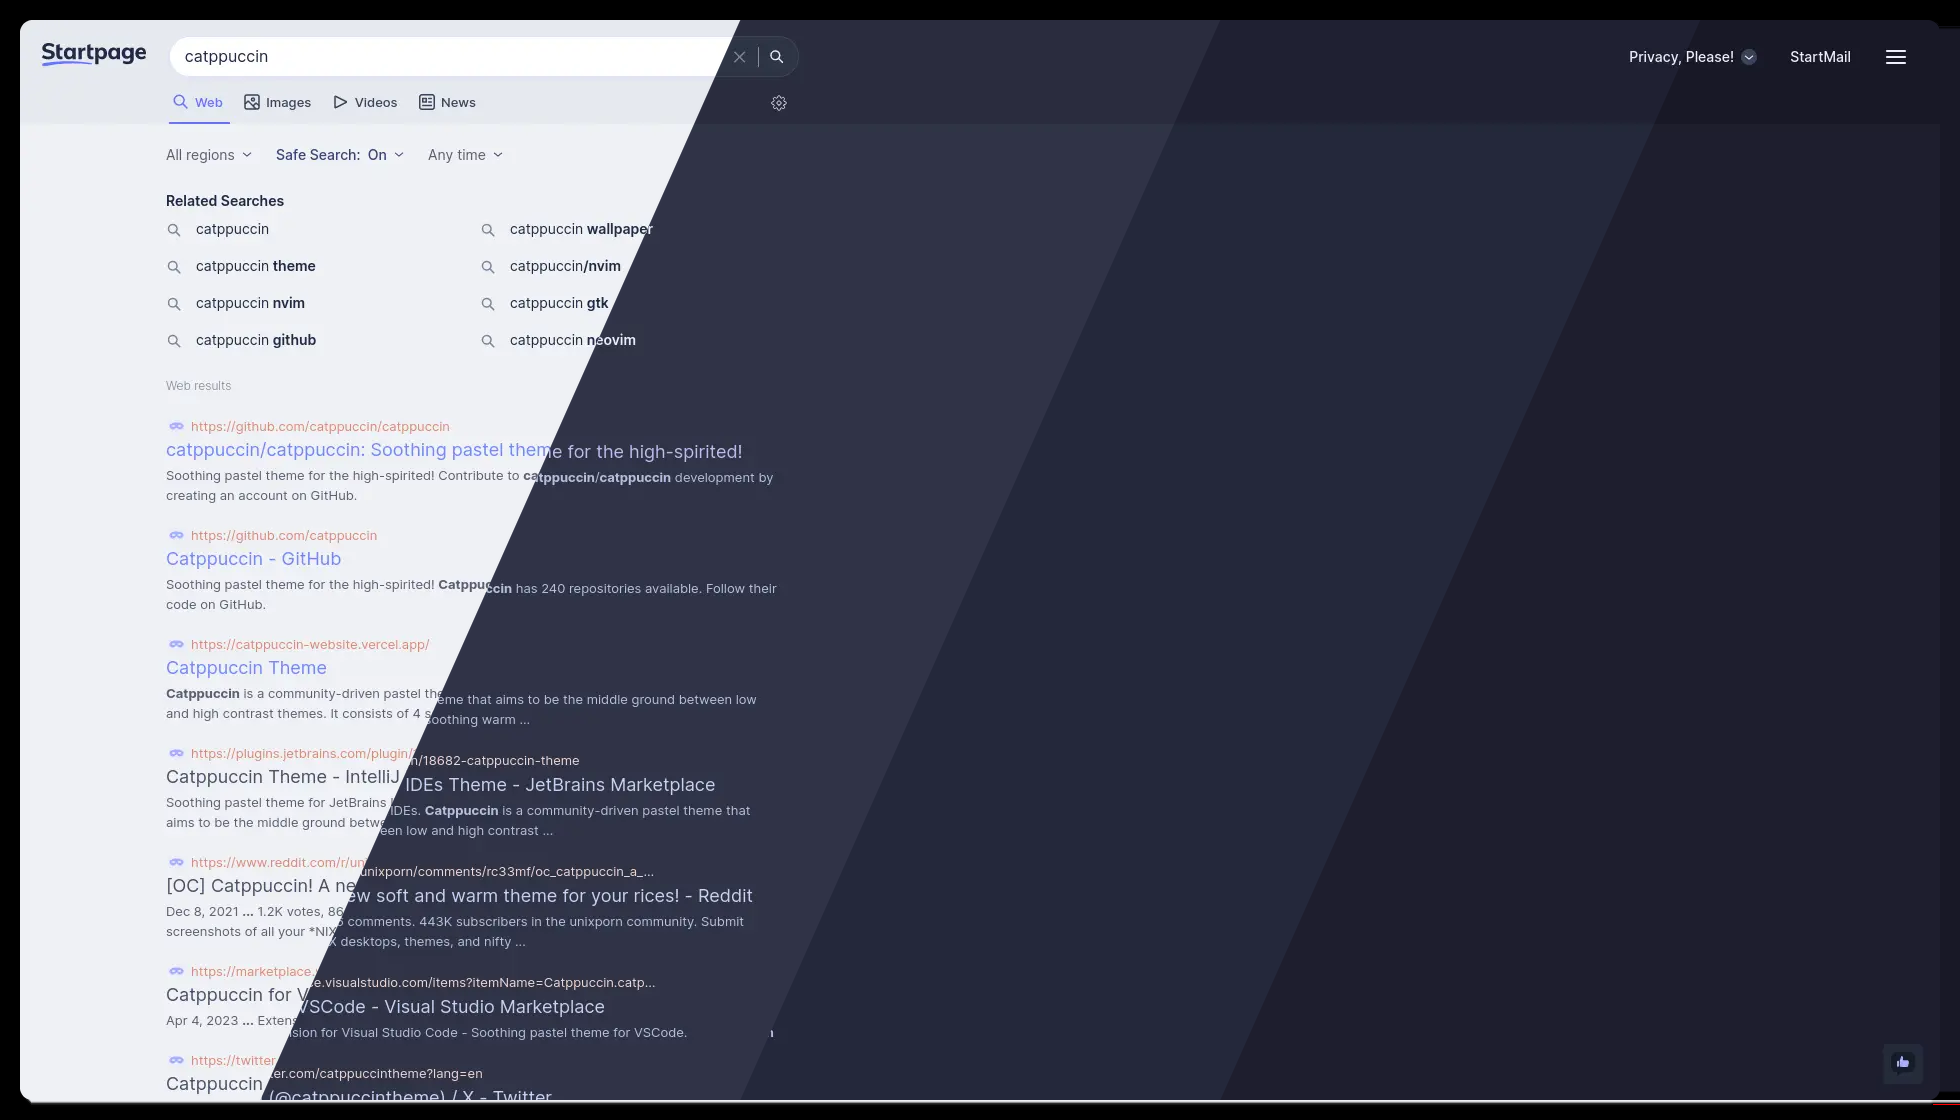 Startpage
catppuccin
Privacy, Please!
StartMail
Web
Images
Videos
News
All regions
Safe Search: On
Any time
Related Searches
catppuccin
catppuccin wallpaper
catppuccin theme
catppuccin/nvim
catppuccin nvim
catppuccin gtk
catppuccin github
catppuccin neovim
Web results
https://github.com/catppuccin/catppuccin
catppuccin/catppuccin: Soothing pastel theme for the high-spirited!
Soothing pastel theme for the high-spirited! Contribute to catppuccin/catppuccin development by
creating an account on GitHub.
https://github.com/catppuccin
Catppuccin - GitHub
Soothing pastel theme for the high-spirited! Catppuccin has 240 repositories available. Follow their
code on GitHub.
https://catppuccin-website.vercel.app/
Catppuccin Theme
Catppuccin is a community-driven pastel theme that aims to be the middle ground between low
and high contrast themes. It consists of 4 soothing warm ...
https://plugins.jetbrains.com/plugin/18682-catppuccin-theme
Catppuccin Theme - IntelliJ IDEs Theme - JetBrains Marketplace
Soothing pastel theme for JetBrains IDEs. Catppuccin is a community-driven pastel theme that
aims to be the middle ground between low and high contrast ...
https://www.reddit.com/r/unixporn/comments/rc33mf/oc_catppuccin_a_...
[OC] Catppuccin! A new soft and warm theme for your rices! - Reddit
Dec 8, 2021 ... 1.2K votes, 86 comments. 443K subscribers in the unixporn community. Submit
screenshots of all your *NIX desktops, themes, and nifty ...
https://marketplace.visualstudio.com/items?itemName=Catppuccin.catp...
Catppuccin for VSCode - Visual Studio Marketplace
Apr 4, 2023 ... Extension for Visual Studio Code - Soothing pastel theme for VSCode.
https://twitter.com/catppuccintheme?lang=en
Catppuccin (@catppuccintheme) / X - Twitter